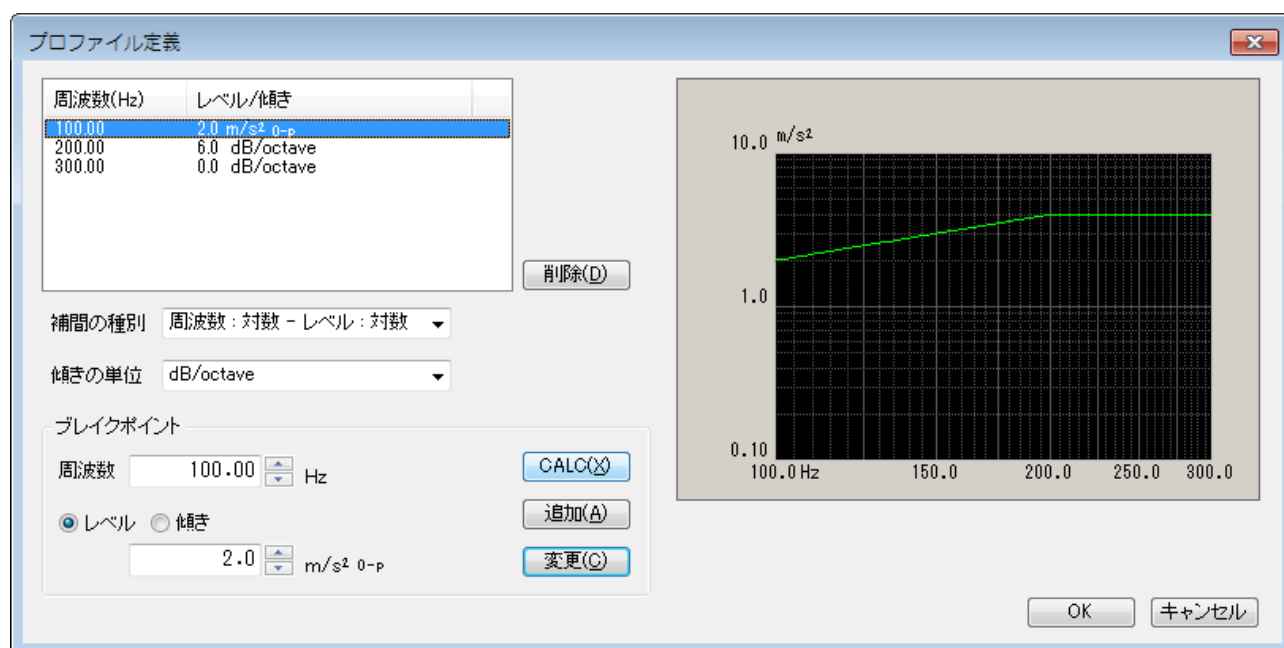 プロファイル定義
周波数(Hz) レベル/傾き
100.00 2.0 m/s² 0-p
200.00 6.0 dB/octave
300.00 0.0 dB/octave
削除(D)
補間の種別 周波数：対数 - レベル：対数
傾きの単位 dB/octave
ブレイクポイント
周波数 100.00 Hz
CALC(X)
レベル 傾き
追加(A)
2.0 m/s² 0-P
変更(C)
10.0 m/s²
1.0
0.10
100.0Hz 150.0 200.0 250.0 300.0
OK キャンセル